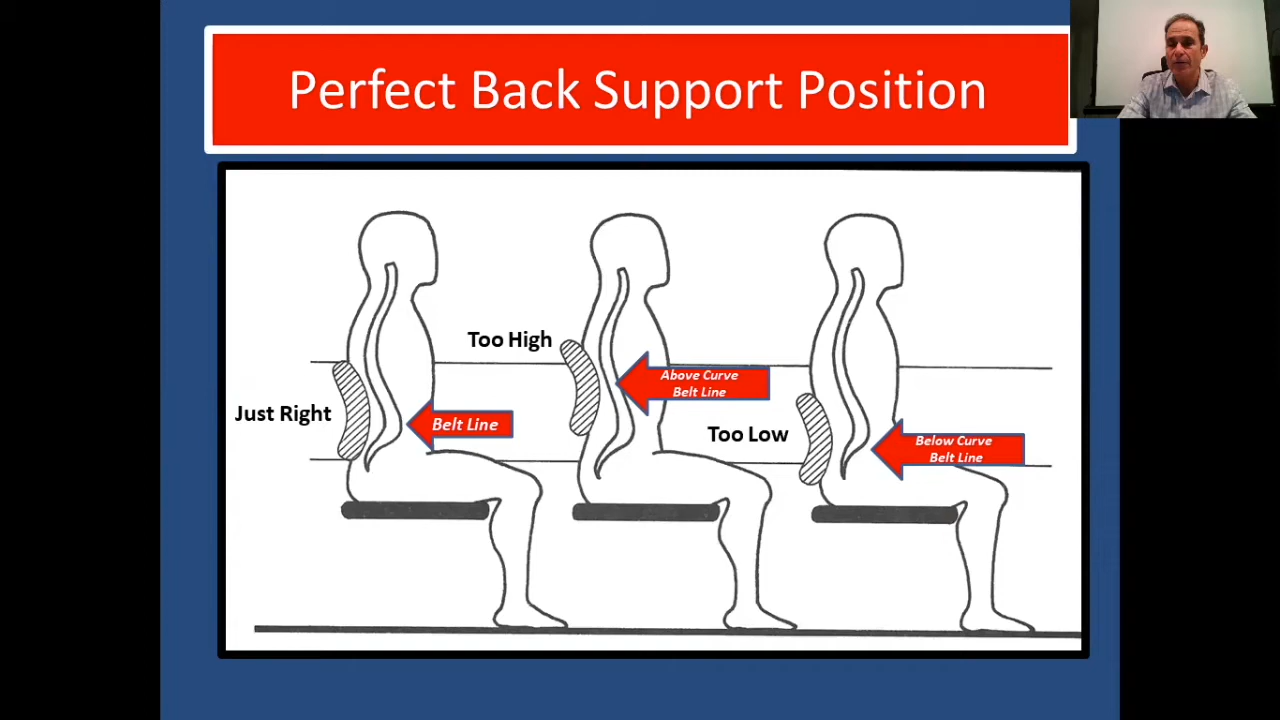 Perfect Back Support Position
Too High
Above Curve
Belt Line
Just Right
Belt Line
Too Low
Below Curve
Belt Line